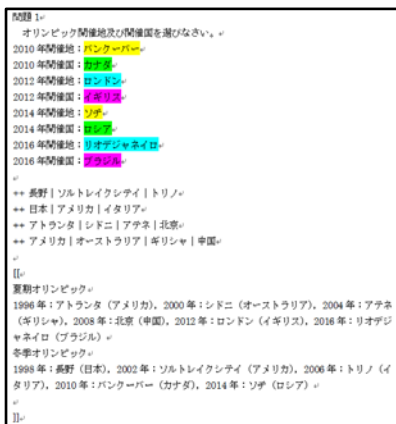 問題 1↵
オリンピック開催地及び開催国を選びなさい。↵
2010 年開催地：バンクーバー↵
2010 年開催国：カナダ↵
2012 年開催地：ロンドン↵
2012 年開催国：イギリス↵
2014 年開催地：ソチ↵
2014 年開催国：ロシア↵
2016 年開催地：リオデジャネイロ↵
2016 年開催国：ブラジル↵
↵
++ 長野 | ソルトレイクシテイ | トリノ↵
++ 日本 | アメリカ | イタリア↵
++ アトランタ | シドニ | アテネ | 北京↵
++ アメリカ | オーストラリア | ギリシャ | 中国↵
↵
[[↵
夏期オリンピック↵
1996 年：アトランタ（アメリカ）、2000 年：シドニ（オーストラリア）、2004 年：アテネ
（ギリシャ）、2008 年：北京（中国）、2012 年：ロンドン（イギリス）、2016 年：リオデジ
ャネイロ（ブラジル）↵
冬季オリンピック↵
1998 年：長野（日本）、2002 年：ソルトレイクシテイ（アメリカ）、2006 年：トリノ（イ
タリア）、2010 年：バンクーバー（カナダ）、2014 年：ソチ（ロシア）↵
↵
]]↵